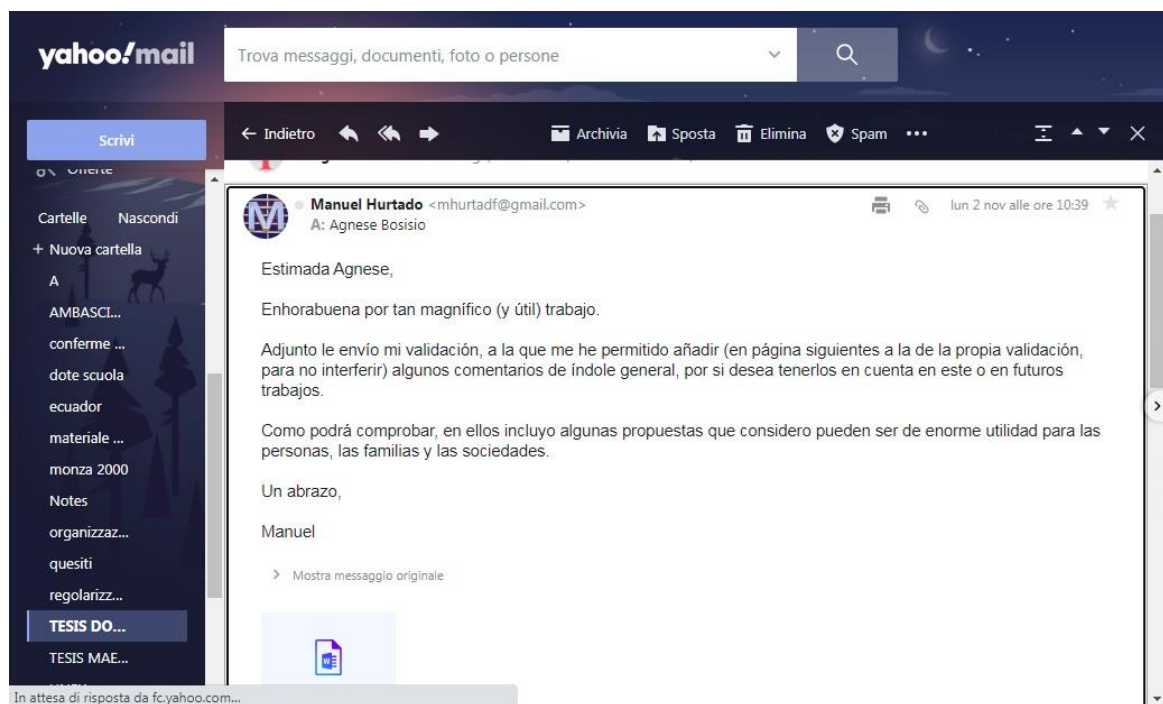 yahoo!mail
Trova messaggi, documenti, foto o persone
Scrivi
← Indietro
Archivia
Sposta
Elimina
Spam
Offerte
Cartelle Nascondi
+ Nuova cartella
A
AMBASCI...
conferme ...
dote scuola
ecuador
materiale ...
monza 2000
Notes
organizzaz...
quesiti
regolarizz...
TESIS DO...
TESIS MAE...
M
Manuel Hurtado <mhurtadf@gmail.com>
lun 2 nov alle ore 10:39
A: Agnese Bosisio
Estimada Agnese,
Enhorabuena por tan magnífico (y útil) trabajo.
Adjunto le envío mi validación, a la que me he permitido añadir (en página siguientes a la de la propia validación,
para no interferir) algunos comentarios de índole general, por si desea tenerlos en cuenta en este o en futuros
trabajos.
Como podrá comprobar, en ellos incluyo algunas propuestas que considero pueden ser de enorme utilidad para las
personas, las familias y las sociedades.
Un abrazo,
Manuel
> Mostra messaggio originale
In attesa di risposta da fc.yahoo.com...